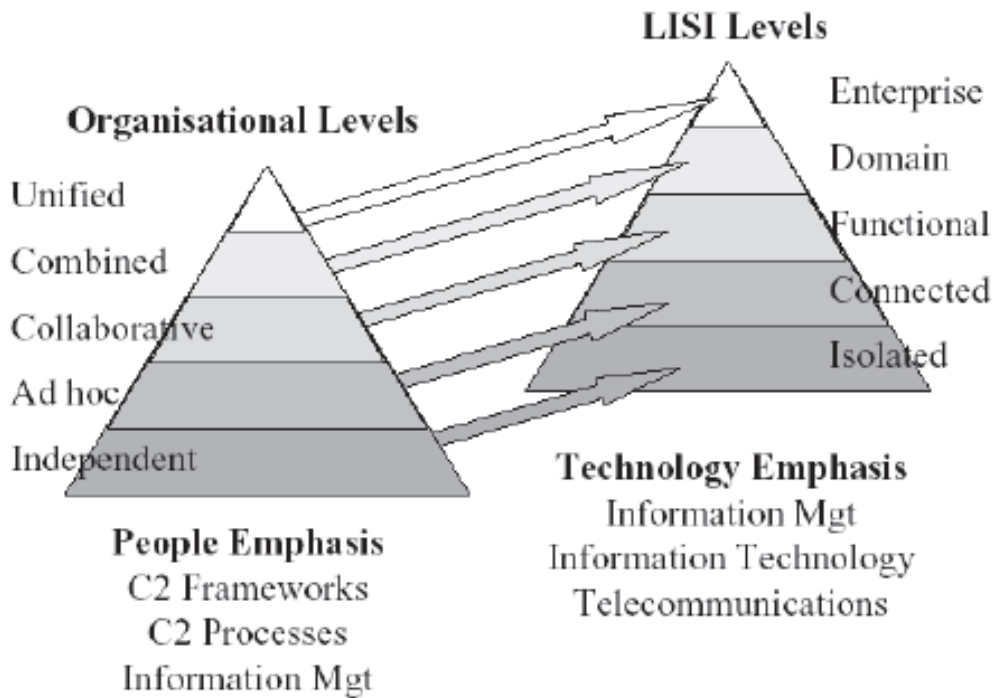 LISI Levels
Enterprise
Domain
Functional
Connected
Isolated
Organisational Levels
Unified
Combined
Collaborative
Ad hoc
Independent
Technology Emphasis
Information Mgt
Information Technology
Telecommunications
People Emphasis
C2 Frameworks
C2 Processes
Information Mgt